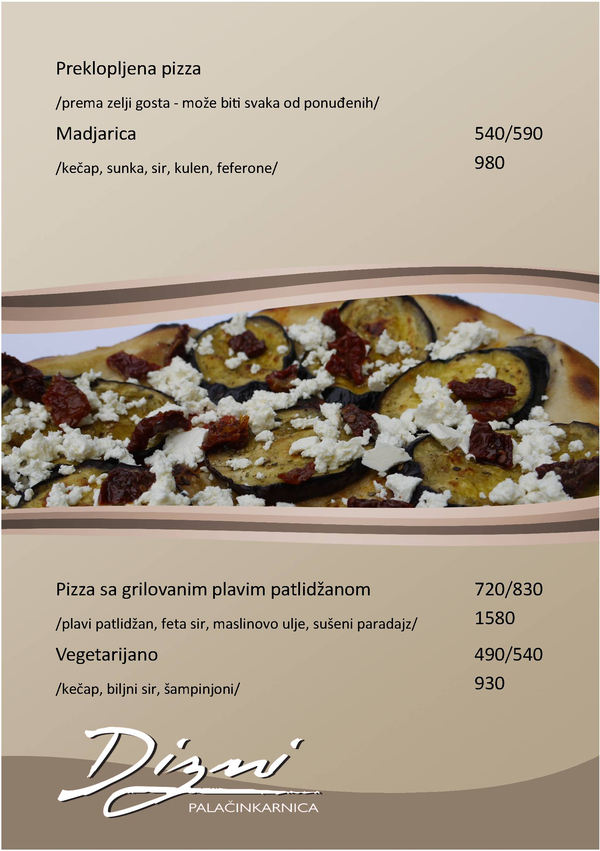 Preklopljena pizza
/prema zelji gosta - može biti svaka od ponuđenih/
Madjarica 540/590
/kečap, sunka, sir, kulen, feferone/ 980
Pizza sa grilovanim plavim patlidžanom 720/830
/plavi patlidžan, feta sir, maslinovo ulje, sušeni paradajz/ 1580
Vegetarijano 490/540
/kečap, biljni sir, šampinjoni/ 930
Dizni
PALAČINKARNICA